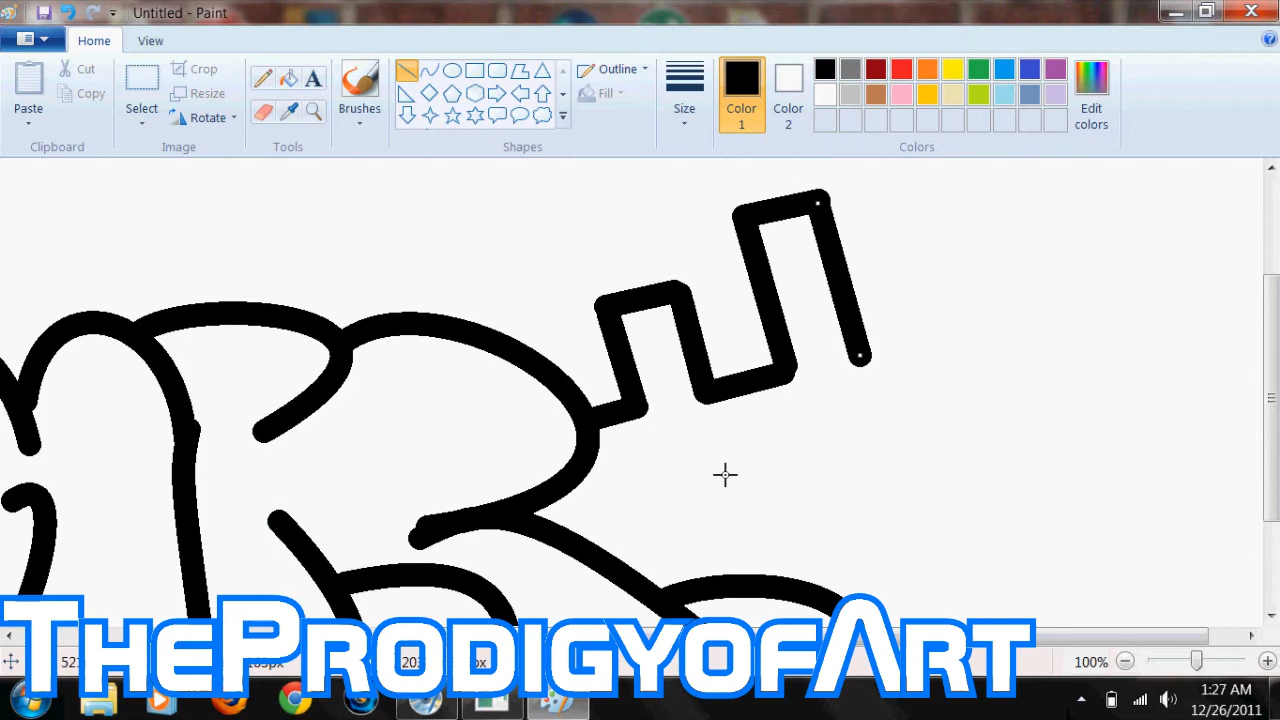 Untitled - Paint
Home View
Paste Cut Copy
Clipboard
Select Crop Resize Rotate
Image
Tools
Brushes
Shapes
Outline Fill
Size
Color 1
Color 2
Edit colors
Colors
100%
TheProdigyofArt
1:27 AM
12/26/2011